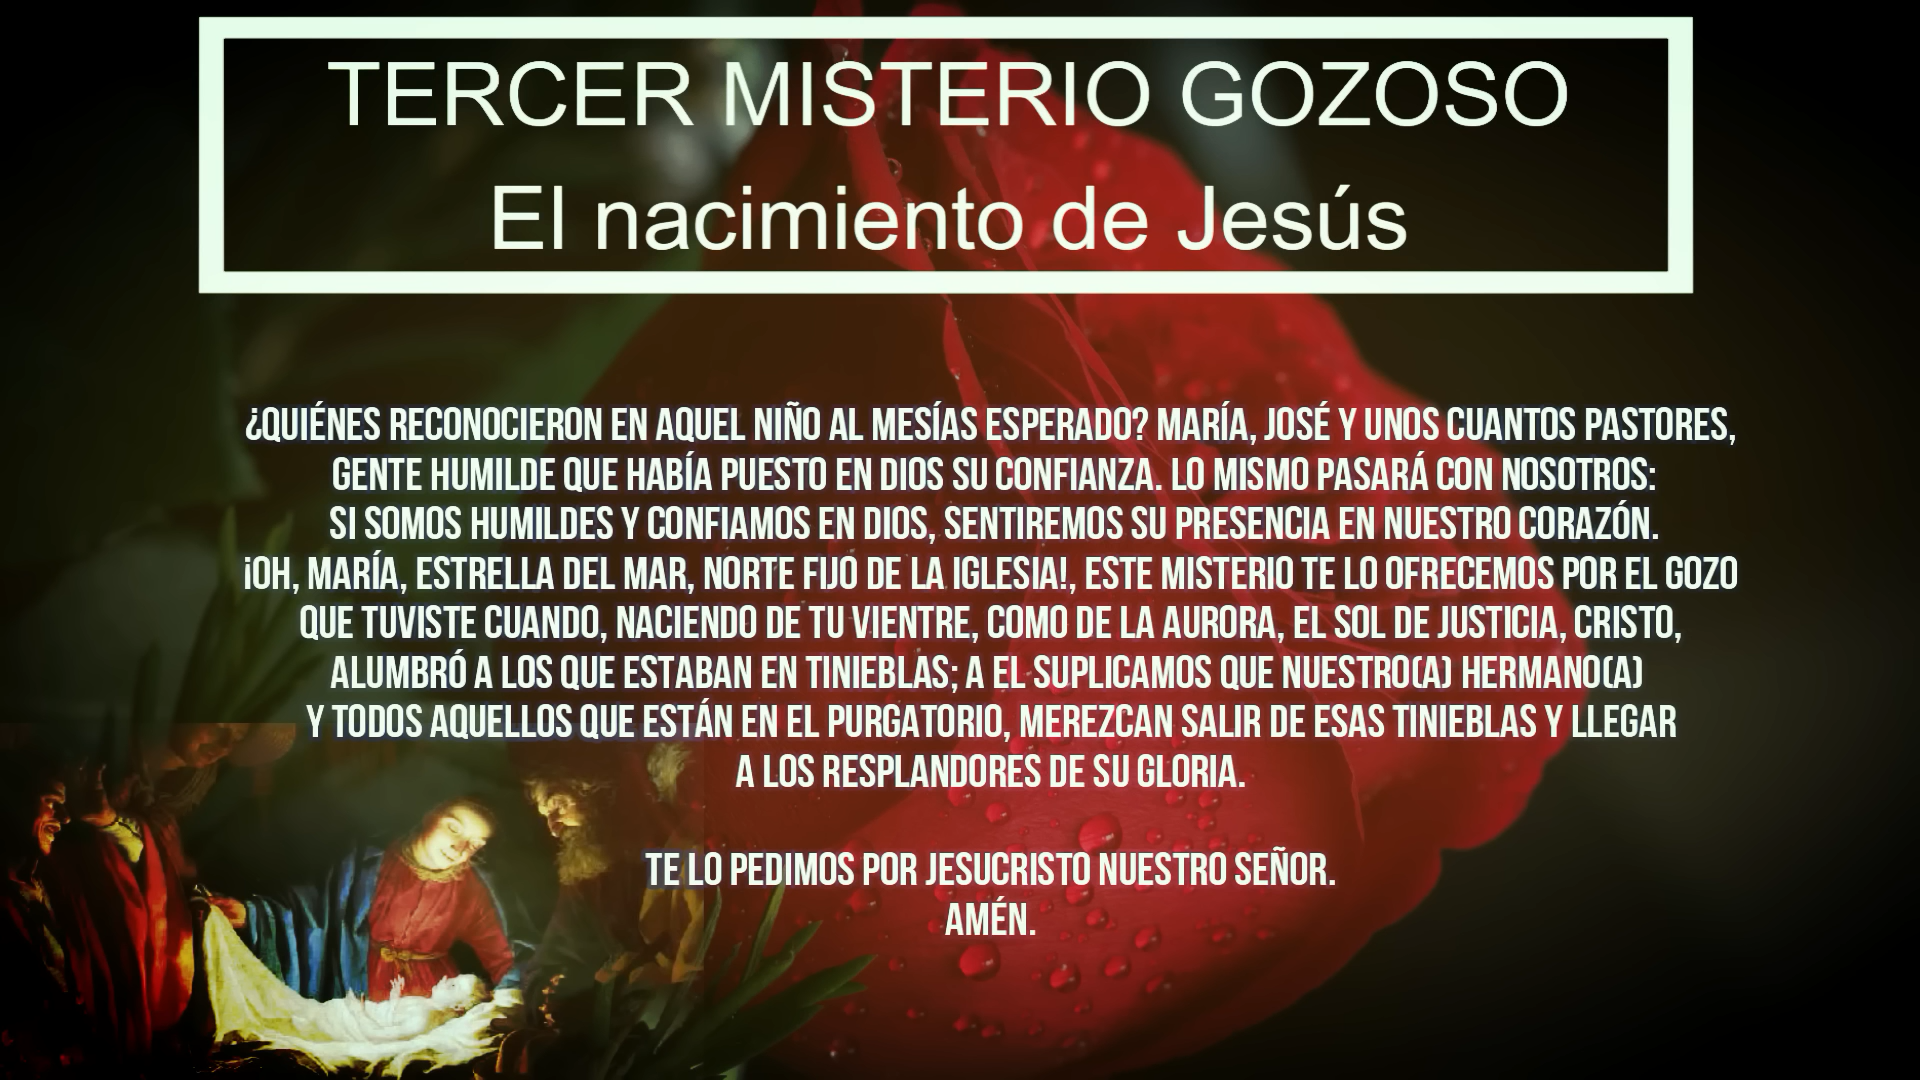 TERCER MISTERIO GOZOSO
El nacimiento de Jesús
¿QUIÉNES RECONOCIERON EN AQUEL NIÑO AL MESÍAS ESPERADO? MARÍA, JOSÉ Y UNOS CUANTOS PASTORES,
GENTE HUMILDE QUE HABÍA PUESTO EN DIOS SU CONFIANZA. LO MISMO PASARÁ CON NOSOTROS:
SI SOMOS HUMILDES Y CONFIAMOS EN DIOS, SENTIREMOS SU PRESENCIA EN NUESTRO CORAZÓN.
¡OH, MARÍA, ESTRELLA DEL MAR, NORTE FIJO DE LA IGLESIA!, ESTE MISTERIO TE LO OFRECEMOS POR EL GOZO
QUE TUVISTE CUANDO, NACIENDO DE TU VIENTRE, COMO DE LA AURORA, EL SOL DE JUSTICIA, CRISTO,
ALUMBRÓ A LOS QUE ESTABAN EN TINIEBLAS; A EL SUPLICAMOS QUE NUESTRO(A) HERMANO(A)
Y TODOS AQUELLOS QUE ESTÁN EN EL PURGATORIO, MEREZCAN SALIR DE ESAS TINIEBLAS Y LLEGAR
A LOS RESPLANDORES DE SU GLORIA.
TE LO PEDIMOS POR JESUCRISTO NUESTRO SEÑOR.
AMÉN.